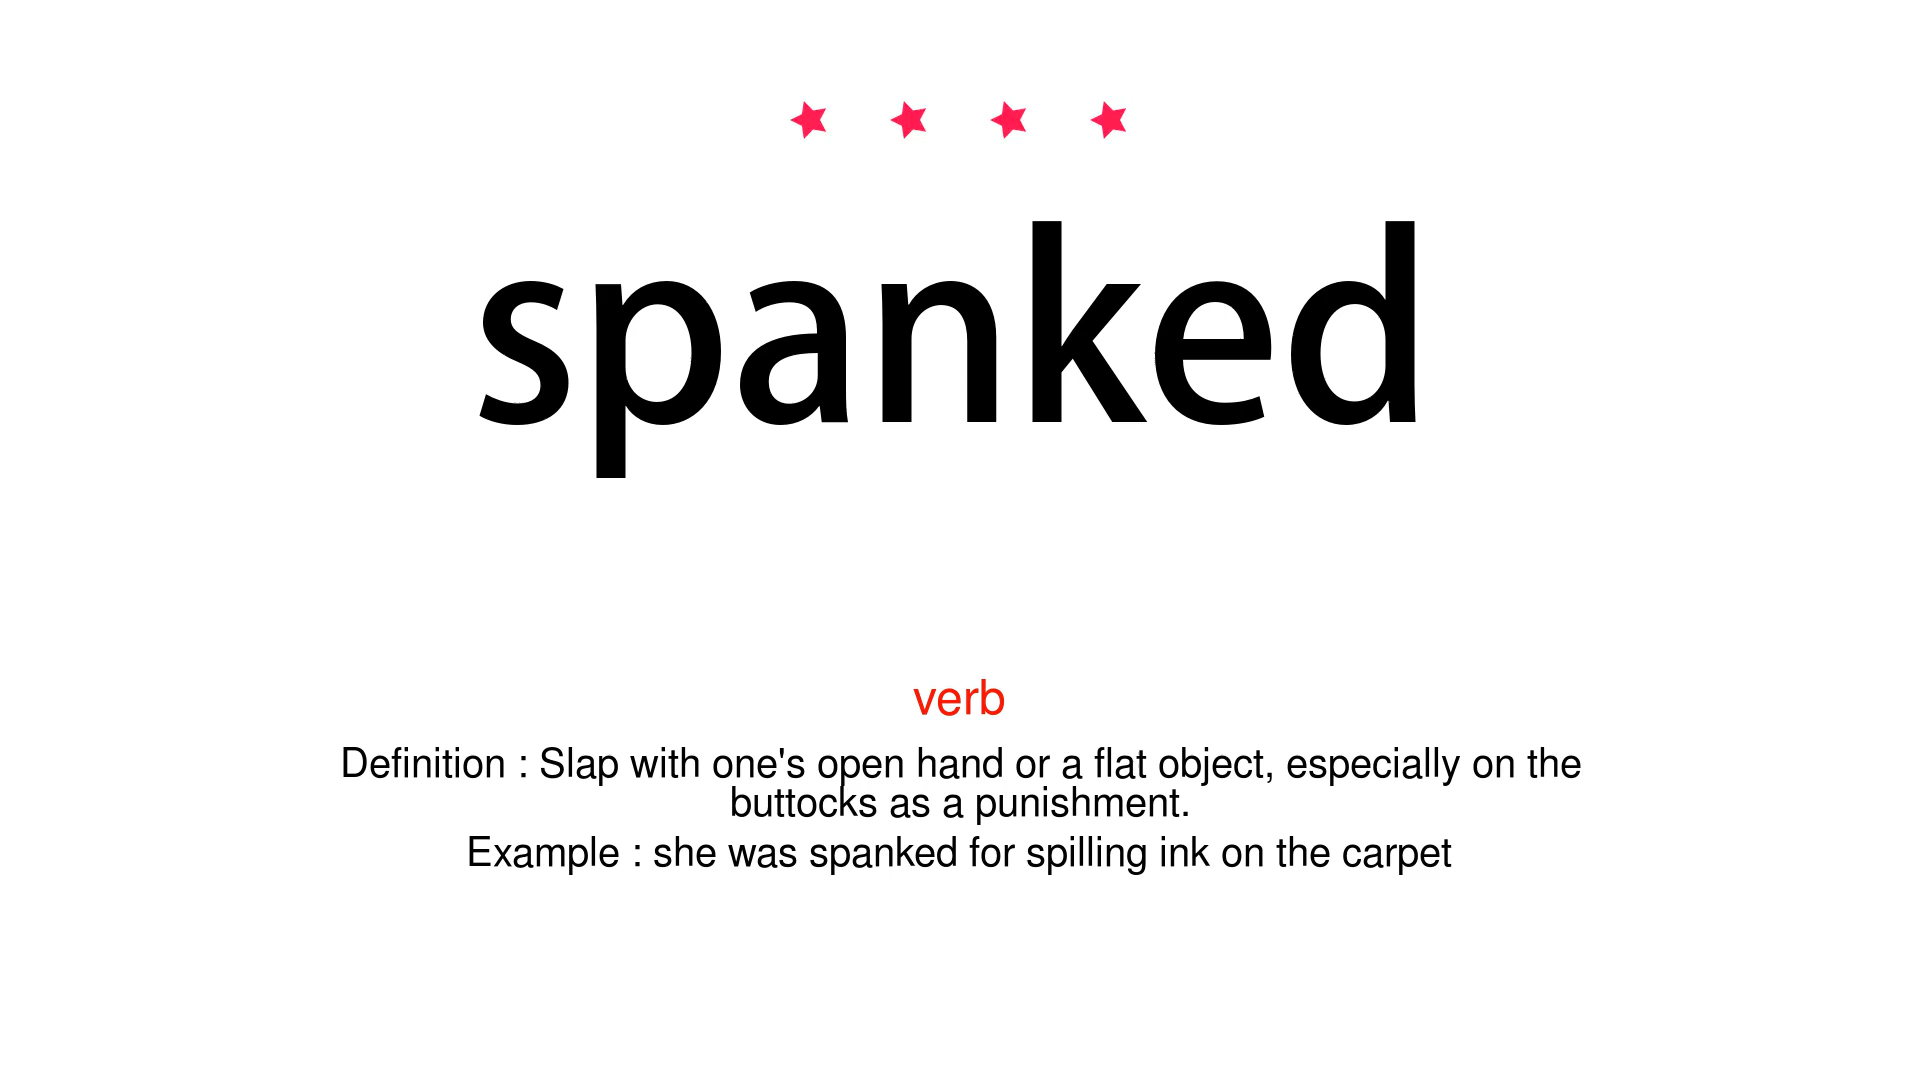 spanked
verb
Definition : Slap with one's open hand or a flat object, especially on the
buttocks as a punishment.
Example : she was spanked for spilling ink on the carpet